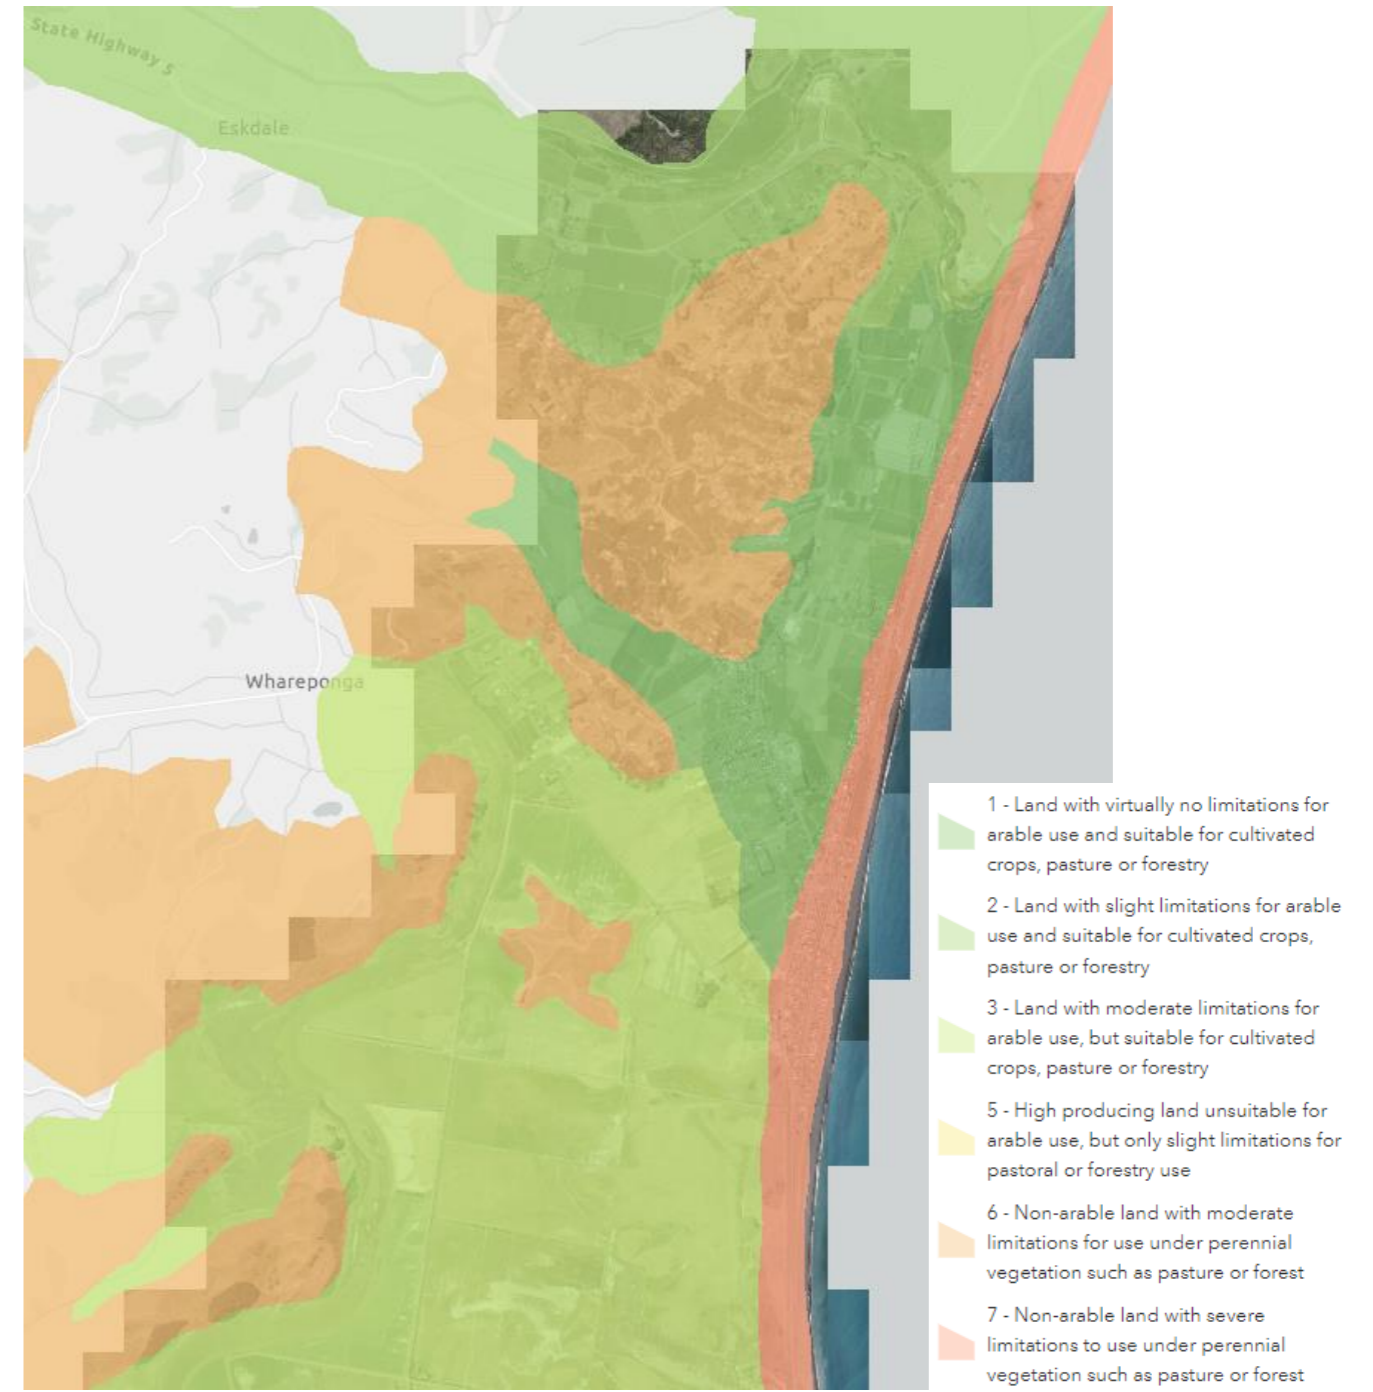 State Highway 5
Eskdale
Whareponga
1 - Land with virtually no limitations for
arable use and suitable for cultivated
crops, pasture or forestry
2 - Land with slight limitations for arable
use and suitable for cultivated crops,
pasture or forestry
3 - Land with moderate limitations for
arable use, but suitable for cultivated
crops, pasture or forestry
5 - High producing land unsuitable for
arable use, but only slight limitations for
pastoral or forestry use
6 - Non-arable land with moderate
limitations for use under perennial
vegetation such as pasture or forest
7 - Non-arable land with severe
limitations to use under perennial
vegetation such as pasture or forest